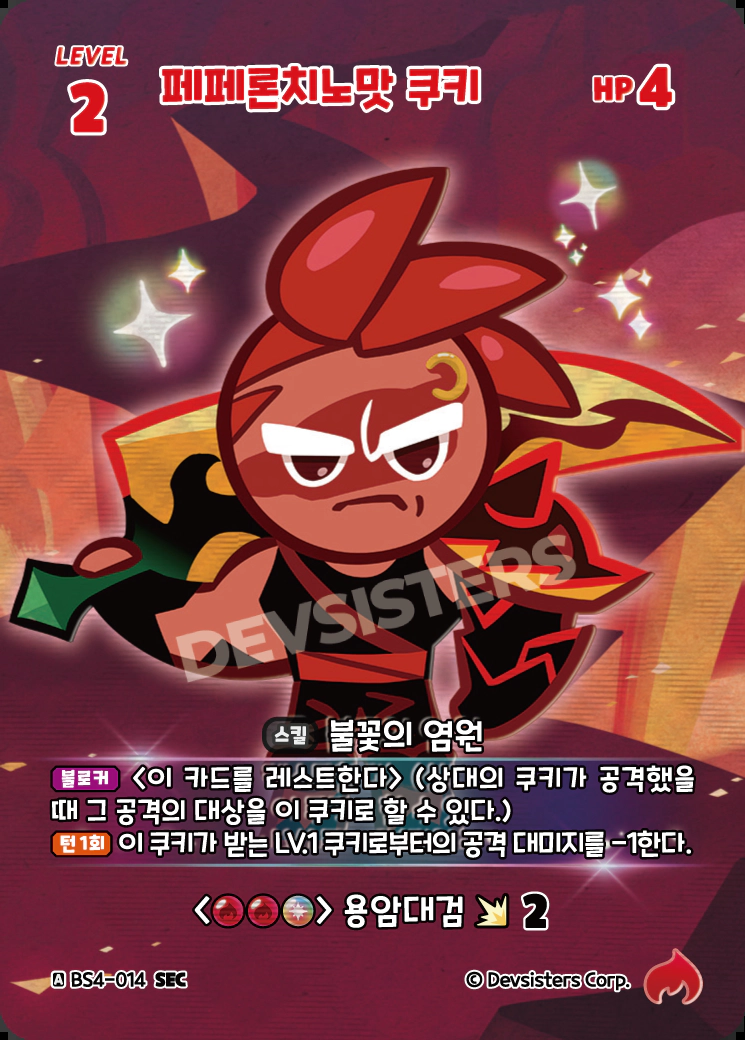 LEVEL
2
페페론치노맛 쿠키
HP 4
DEVSISTERS
스킬 불꽃의 염원
블로커 <이 카드를 레스트한다> (상대의 쿠키가 공격했을
때 그 공격의 대상을 이 쿠키로 할 수 있다.)
턴 1회 이 쿠키가 받는 LV.1 쿠키로부터의 공격 대미지를 -1한다.
< > 용암대검 2
A BS4-014 SEC
© Devsisters Corp.